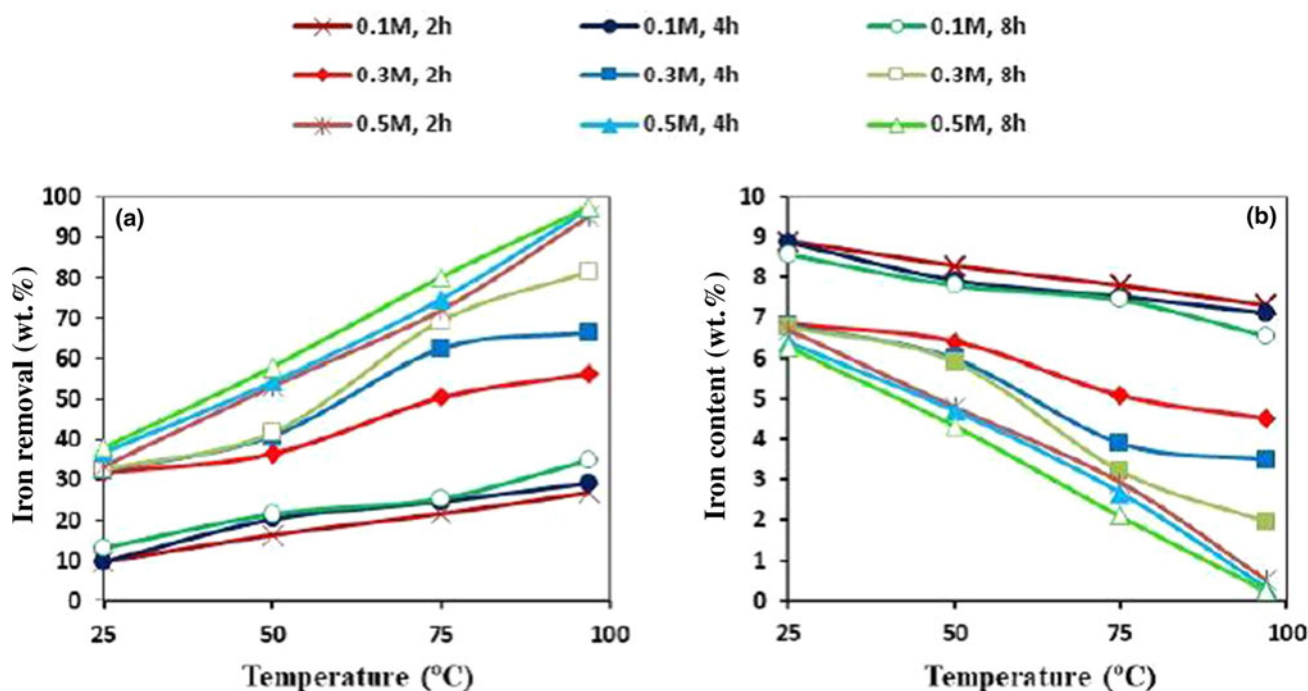 0.1M, 2h 0.1M, 4h 0.1M, 8h
0.3M, 2h 0.3M, 4h 0.3M, 8h
0.5M, 2h 0.5M, 4h 0.5M, 8h
(a)
Iron removal (wt.%)
100
90
80
70
60
50
40
30
20
10
0
25 50 75 100
Temperature (ºC)
(b)
Iron content (wt.%)
10
9
8
7
6
5
4
3
2
1
0
25 50 75 100
Temperature (ºC)